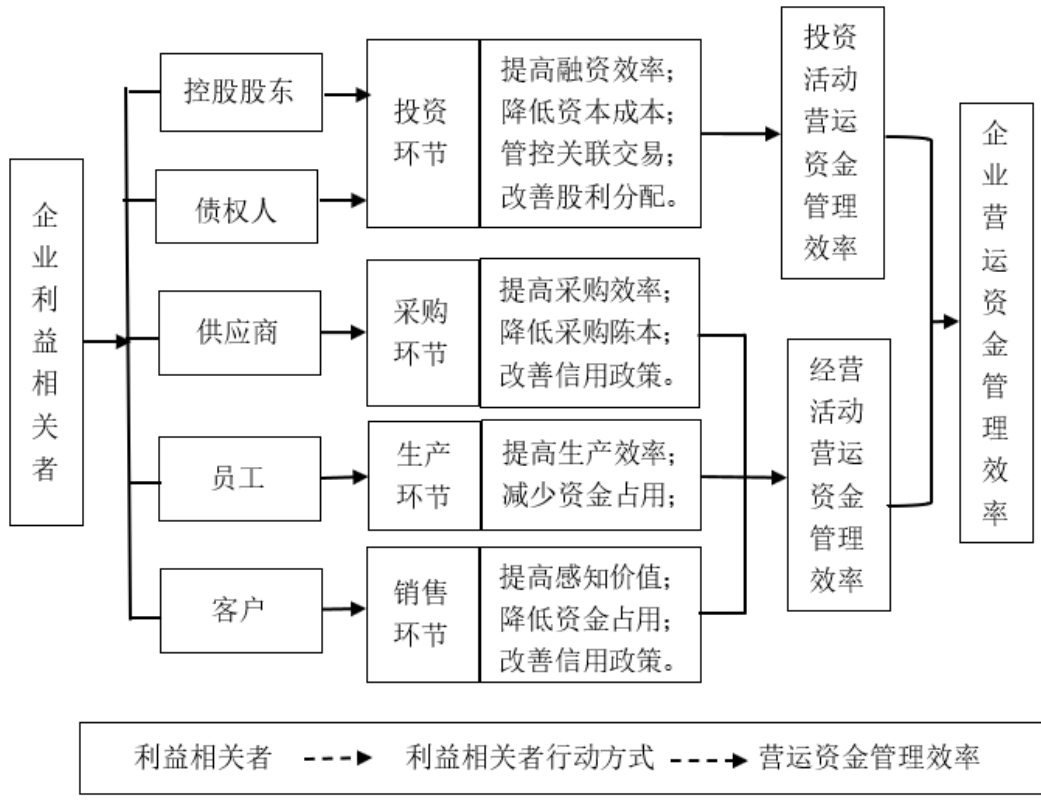 企
业
利
益
相
关
者
控股股东
债权人
供应商
员工
客户
投资
环节
提高融资效率；
降低资本成本；
管控关联交易；
改善股利分配。
采购
环节
提高采购效率；
降低采购陈本；
改善信用政策。
生产
环节
提高生产效率；
减少资金占用；
销售
环节
提高感知价值；
降低资金占用；
改善信用政策。
投资
活动
营运
资金
管理
效率
经营
活动
营运
资金
管理
效率
企
业
营
运
资
金
管
理
效
率
利益相关者 利益相关者行动方式 营运资金管理效率